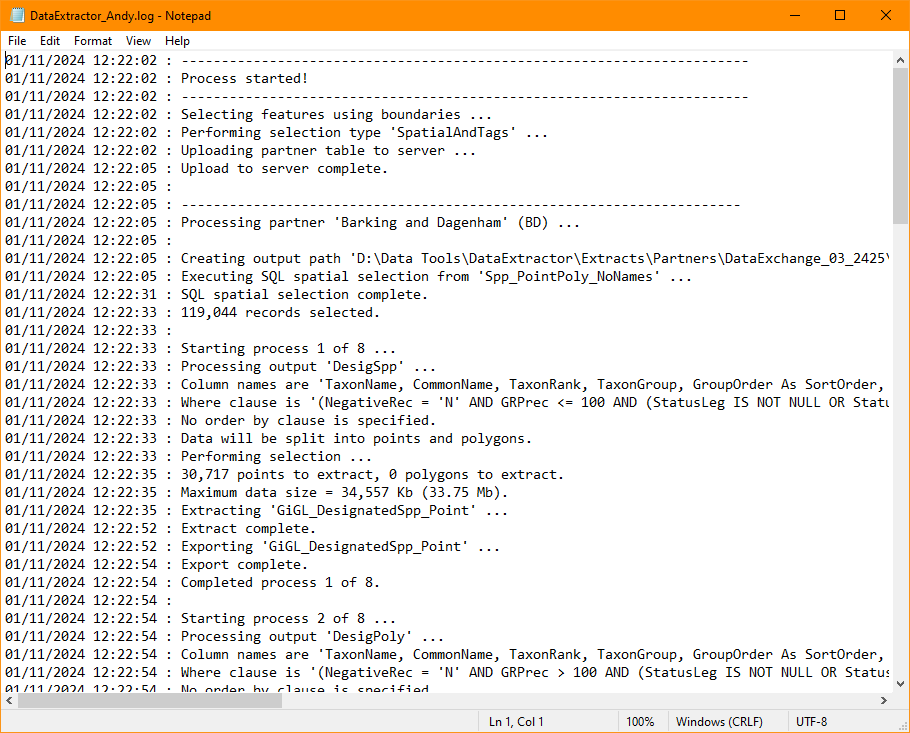 DataExtractor_Andy.log - Notepad
File Edit Format View Help
01/11/2024 12:22:02 : -----------------------------------------------------------------------
01/11/2024 12:22:02 : Process started!
01/11/2024 12:22:02 : -----------------------------------------------------------------------
01/11/2024 12:22:02 : Selecting features using boundaries ...
01/11/2024 12:22:02 : Performing selection type 'SpatialAndTags' ...
01/11/2024 12:22:02 : Uploading partner table to server ...
01/11/2024 12:22:05 : Upload to server complete.
01/11/2024 12:22:05 :
01/11/2024 12:22:05 : ----------------------------------------------------------------------
01/11/2024 12:22:05 : Processing partner 'Barking and Dagenham' (BD) ...
01/11/2024 12:22:05 :
01/11/2024 12:22:05 : Creating output path 'D:\Data Tools\DataExtractor\Extracts\Partners\DataExchange_03_2425\
01/11/2024 12:22:05 : Executing SQL spatial selection from 'Spp_PointPoly_NoNames' ...
01/11/2024 12:22:31 : SQL spatial selection complete.
01/11/2024 12:22:33 : 119,044 records selected.
01/11/2024 12:22:33 :
01/11/2024 12:22:33 : Starting process 1 of 8 ...
01/11/2024 12:22:33 : Processing output 'DesigSpp' ...
01/11/2024 12:22:33 : Column names are 'TaxonName, CommonName, TaxonRank, TaxonGroup, GroupOrder As SortOrder,
01/11/2024 12:22:33 : Where clause is '(NegativeRec = 'N' AND GRPrec <= 100 AND (StatusLeg IS NOT NULL OR Statu
01/11/2024 12:22:33 : No order by clause is specified.
01/11/2024 12:22:33 : Data will be split into points and polygons.
01/11/2024 12:22:33 : Performing selection ...
01/11/2024 12:22:35 : 30,717 points to extract, 0 polygons to extract.
01/11/2024 12:22:35 : Maximum data size = 34,557 Kb (33.75 Mb).
01/11/2024 12:22:35 : Extracting 'GiGL_DesignatedSpp_Point' ...
01/11/2024 12:22:52 : Extract complete.
01/11/2024 12:22:52 : Exporting 'GiGL_DesignatedSpp_Point' ...
01/11/2024 12:22:54 : Export complete.
01/11/2024 12:22:54 : Completed process 1 of 8.
01/11/2024 12:22:54 :
01/11/2024 12:22:54 : Starting process 2 of 8 ...
01/11/2024 12:22:54 : Processing output 'DesigPoly' ...
01/11/2024 12:22:54 : Column names are 'TaxonName, CommonName, TaxonRank, TaxonGroup, GroupOrder As SortOrder,
01/11/2024 12:22:54 : Where clause is '(NegativeRec = 'N' AND GRPrec > 100 AND (StatusLeg IS NOT NULL OR Status
01/11/2024 12:22:54 : No order by clause is specified
Ln 1, Col 1 100% Windows (CRLF) UTF-8